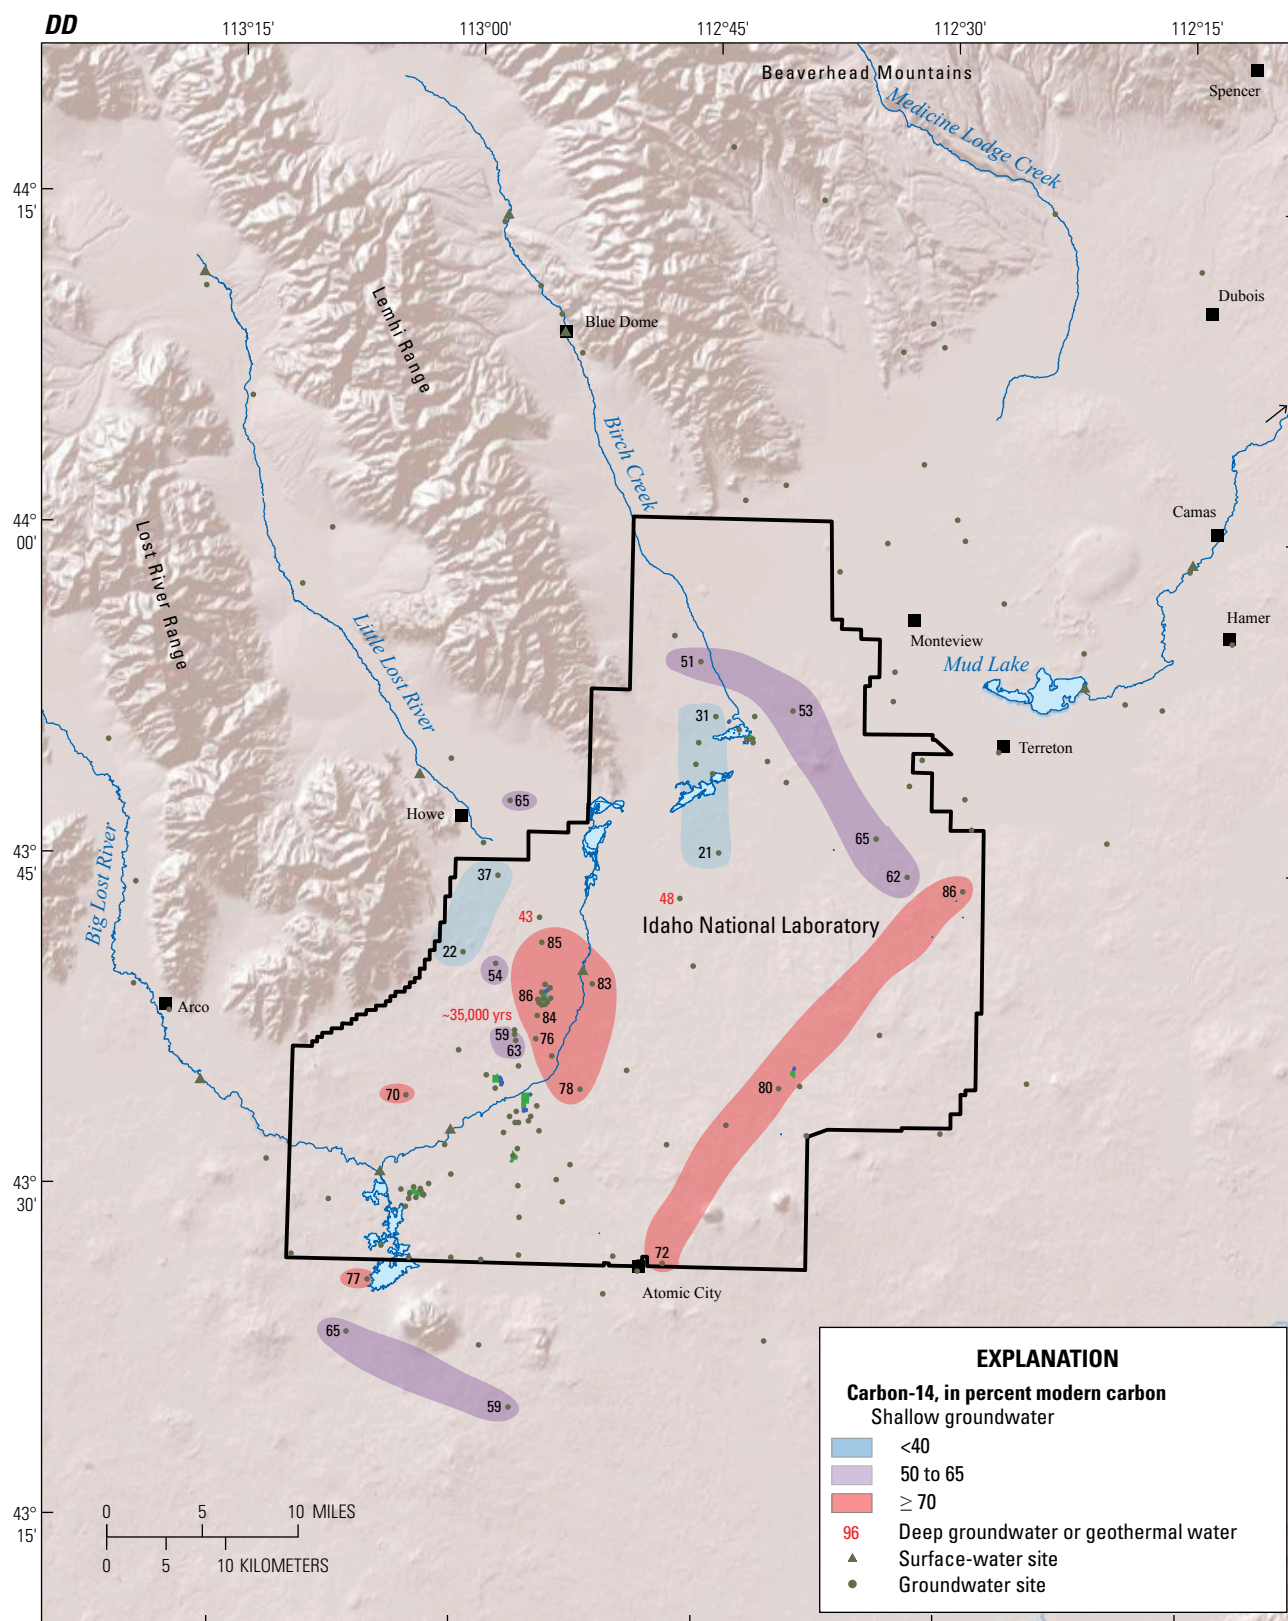 DD
113°15'
113°00'
112°45'
112°30'
112°15'
Beaverhead Mountains
Spencer
Medicine Lodge Creek
44°
15'
Lemhi Range
Blue Dome
Dubois
Birch Creek
44°
00'
Camas
Lost River Range
Little Lost River
Monteview
Hamer
Mud Lake
51
31
53
Terreton
65
Howe
Big Lost River
43°
45'
21
65
37
62
86
48
43
Idaho National Laboratory
85
22
54
83
86
Arco
~35,000 yrs
84
59
76
63
70
78
80
43°
30'
72
77
Atomic City
65
59
EXPLANATION
Carbon-14, in percent modern carbon
Shallow groundwater
<40
50 to 65
≥ 70
96 Deep groundwater or geothermal water
Surface-water site
Groundwater site
43°
15'
0 5 10 MILES
0 5 10 KILOMETERS